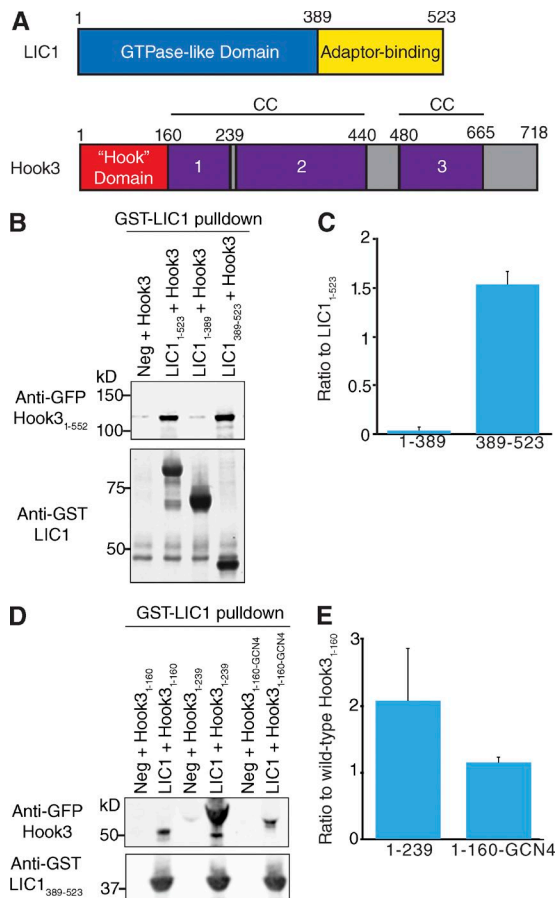 A
1 389 523
LIC1 GTPase-like Domain Adaptor-binding
CC CC
1 160 239 440 480 665 718
Hook3 "Hook" Domain 1 2 3
B
GST-LIC1 pulldown
Neg + Hook3
LIC1 1-523 + Hook3
LIC1 1-389 + Hook3
LIC1 389-523 + Hook3
kD
Anti-GFP
Hook3 1-552
150
100
Anti-GST
LIC1
75
50
C
Ratio to LIC1 1-523
2
1.5
1
0.5
0
1-389 389-523
D
GST-LIC1 pulldown
Neg + Hook3 1-160
LIC1 + Hook3 1-160
Neg + Hook3 1-239
LIC1 + Hook3 1-239
Neg + Hook3 1-160-GCN4
LIC1 + Hook3 1-160-GCN4
kD
Anti-GFP
Hook3
50
Anti-GST
LIC1 389-523
37
E
Ratio to wild-type Hook3 1-160
3
2
1
0
1-239 1-160-GCN4